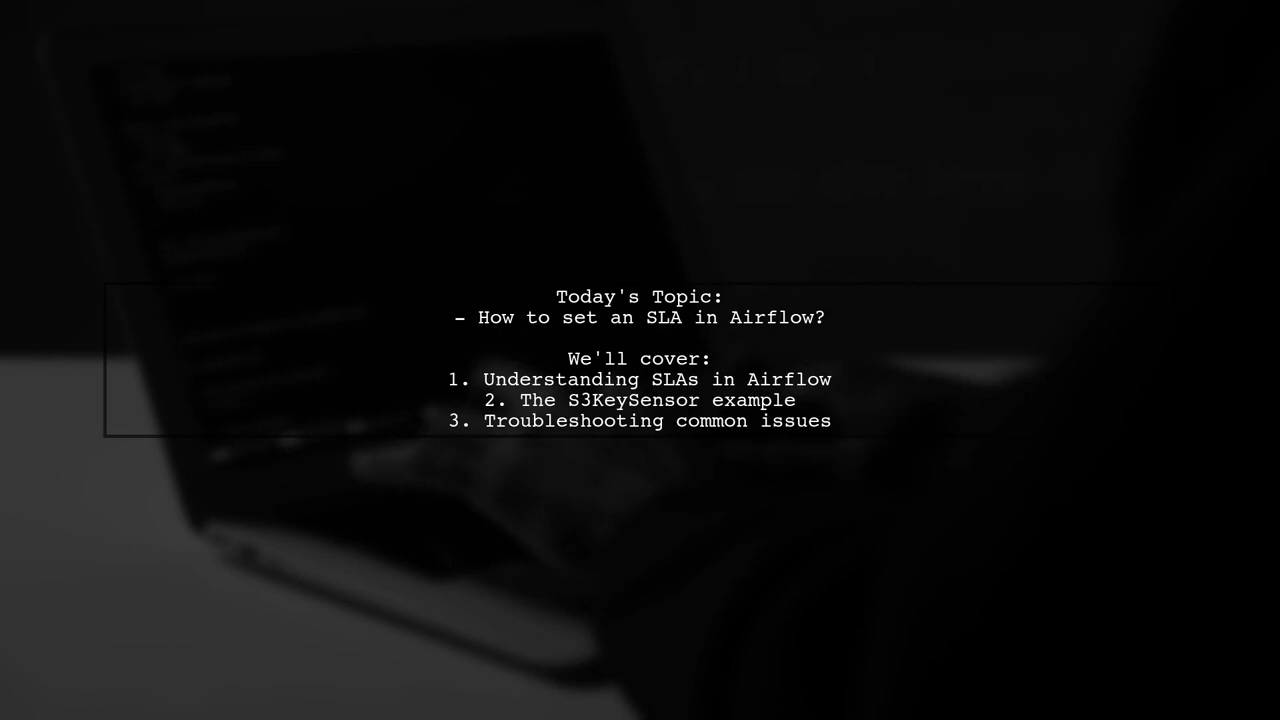 Today's Topic:
- How to set an SLA in Airflow?
We'll cover:
1. Understanding SLAs in Airflow
2. The S3KeySensor example
3. Troubleshooting common issues